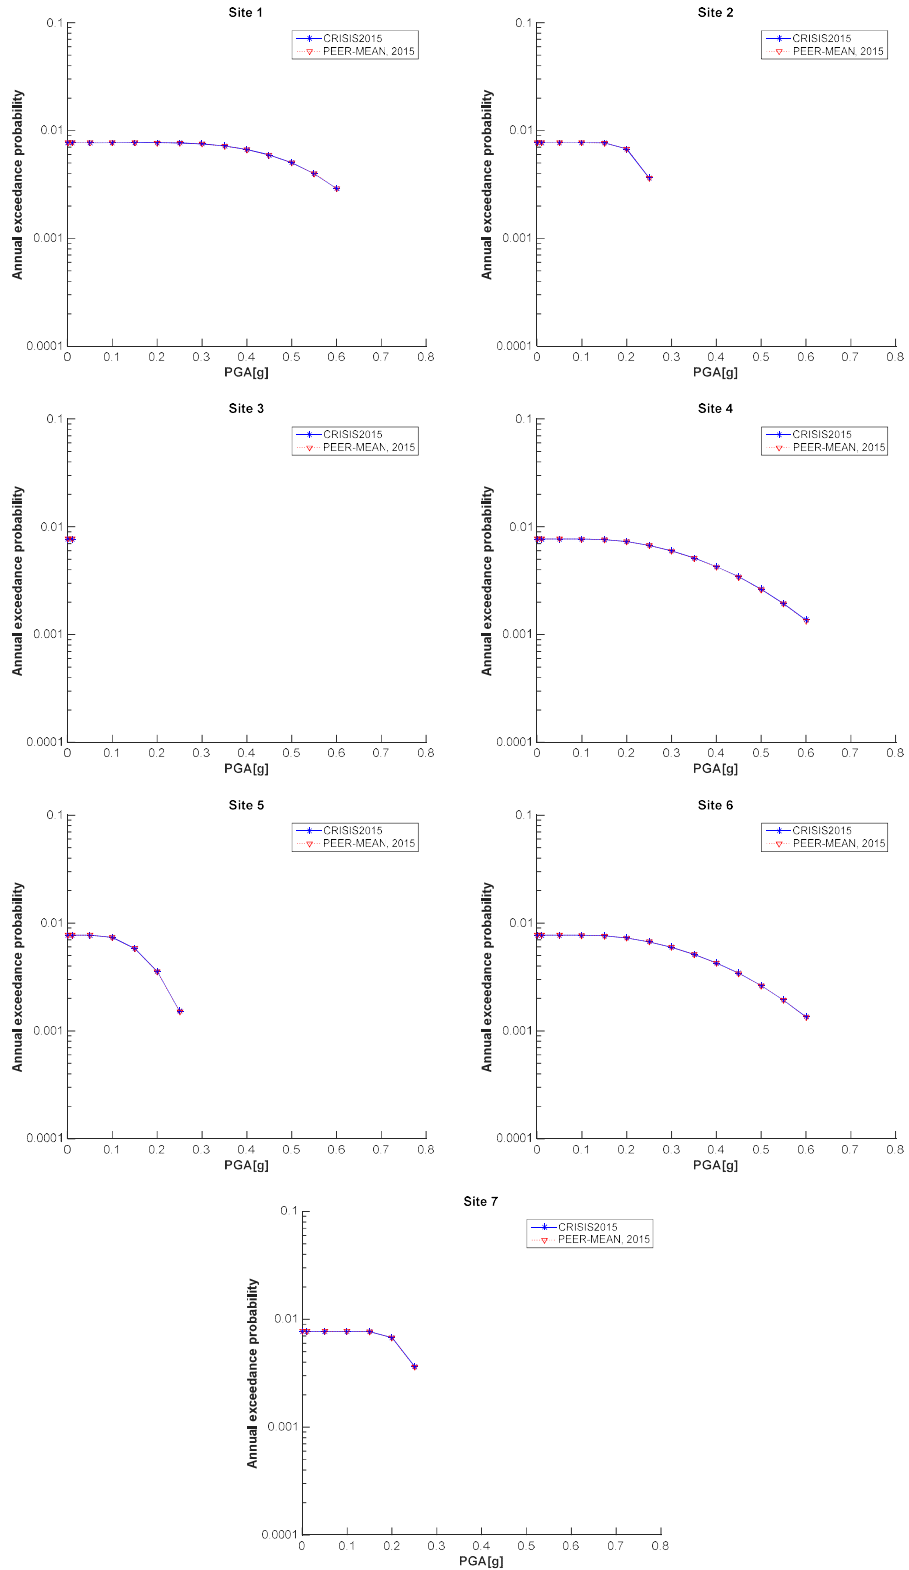 Site 1
CRISIS2015
PEER-MEAN, 2015
Annual exceedance probability
0.1
0.01
0.001
0.0001
0 0.1 0.2 0.3 0.4 0.5 0.6 0.7 0.8
PGA[g]
Site 2
CRISIS2015
PEER-MEAN, 2015
Annual exceedance probability
0.1
0.01
0.001
0.0001
0 0.1 0.2 0.3 0.4 0.5 0.6 0.7 0.8
PGA[g]
Site 3
CRISIS2015
PEER-MEAN, 2015
Annual exceedance probability
0.1
0.01
0.001
0.0001
0 0.1 0.2 0.3 0.4 0.5 0.6 0.7 0.8
PGA[g]
Site 4
CRISIS2015
PEER-MEAN, 2015
Annual exceedance probability
0.1
0.01
0.001
0.0001
0 0.1 0.2 0.3 0.4 0.5 0.6 0.7 0.8
PGA[g]
Site 5
CRISIS2015
PEER-MEAN, 2015
Annual exceedance probability
0.1
0.01
0.001
0.0001
0 0.1 0.2 0.3 0.4 0.5 0.6 0.7 0.8
PGA[g]
Site 6
CRISIS2015
PEER-MEAN, 2015
Annual exceedance probability
0.1
0.01
0.001
0.0001
0 0.1 0.2 0.3 0.4 0.5 0.6 0.7 0.8
PGA[g]
Site 7
CRISIS2015
PEER-MEAN, 2015
Annual exceedance probability
0.1
0.01
0.001
0.0001
0 0.1 0.2 0.3 0.4 0.5 0.6 0.7 0.8
PGA[g]